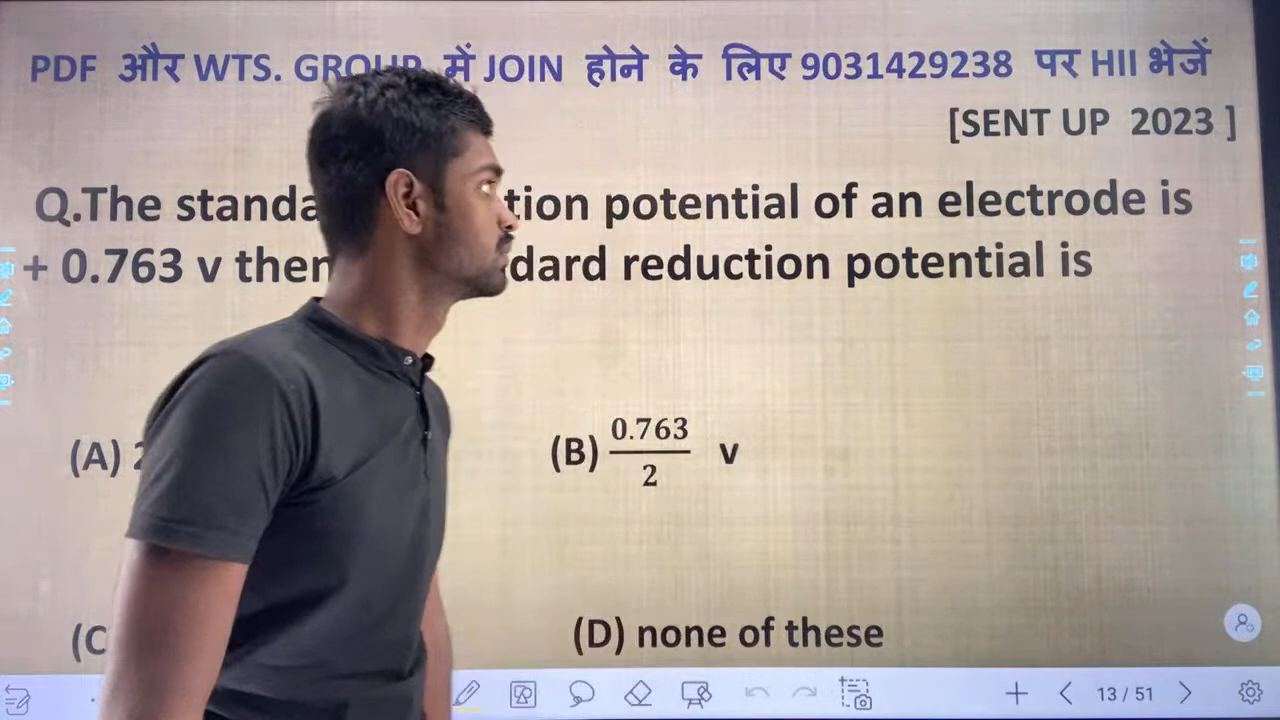 PDF और WTS. GROUP में JOIN होने के लिए 9031429238 पर HII भेजें
[SENT UP 2023 ]
Q.The standa tion potential of an electrode is
+ 0.763 v then dard reduction potential is
(A) (B) 0.763/2 v
(C (D) none of these
13 / 51